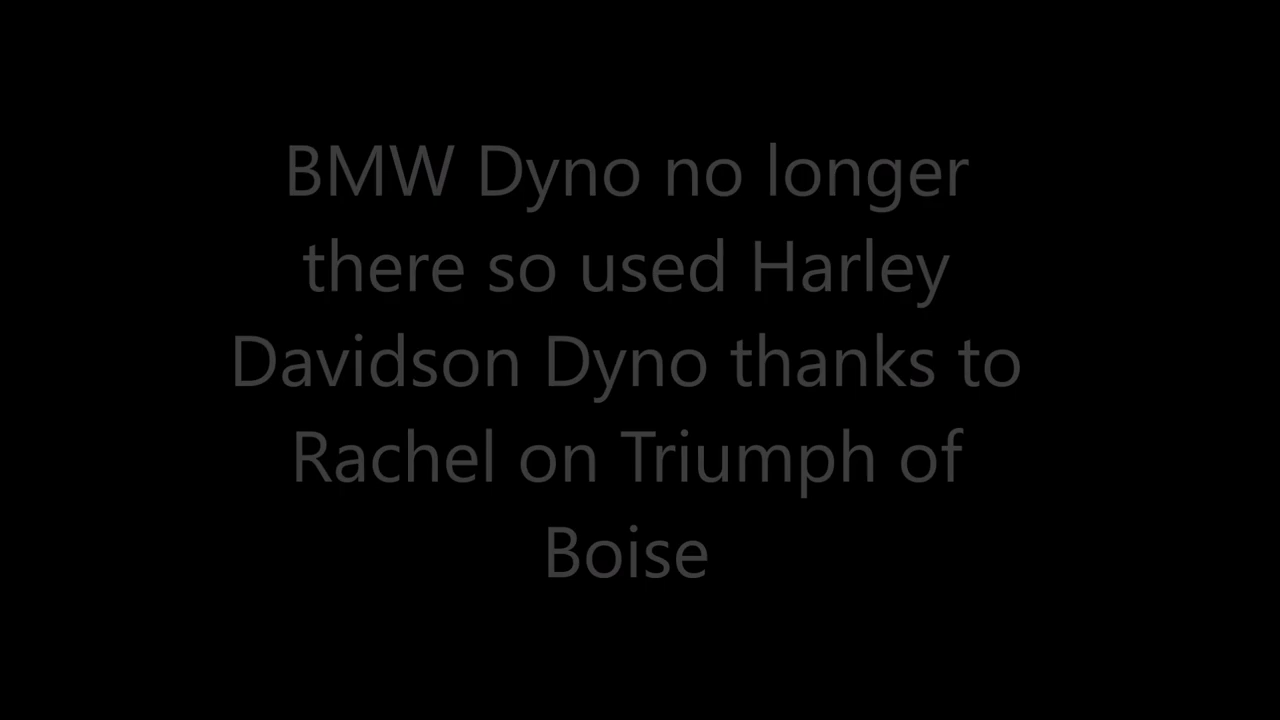 BMW Dyno no longer
there so used Harley
Davidson Dyno thanks to
Rachel on Triumph of
Boise